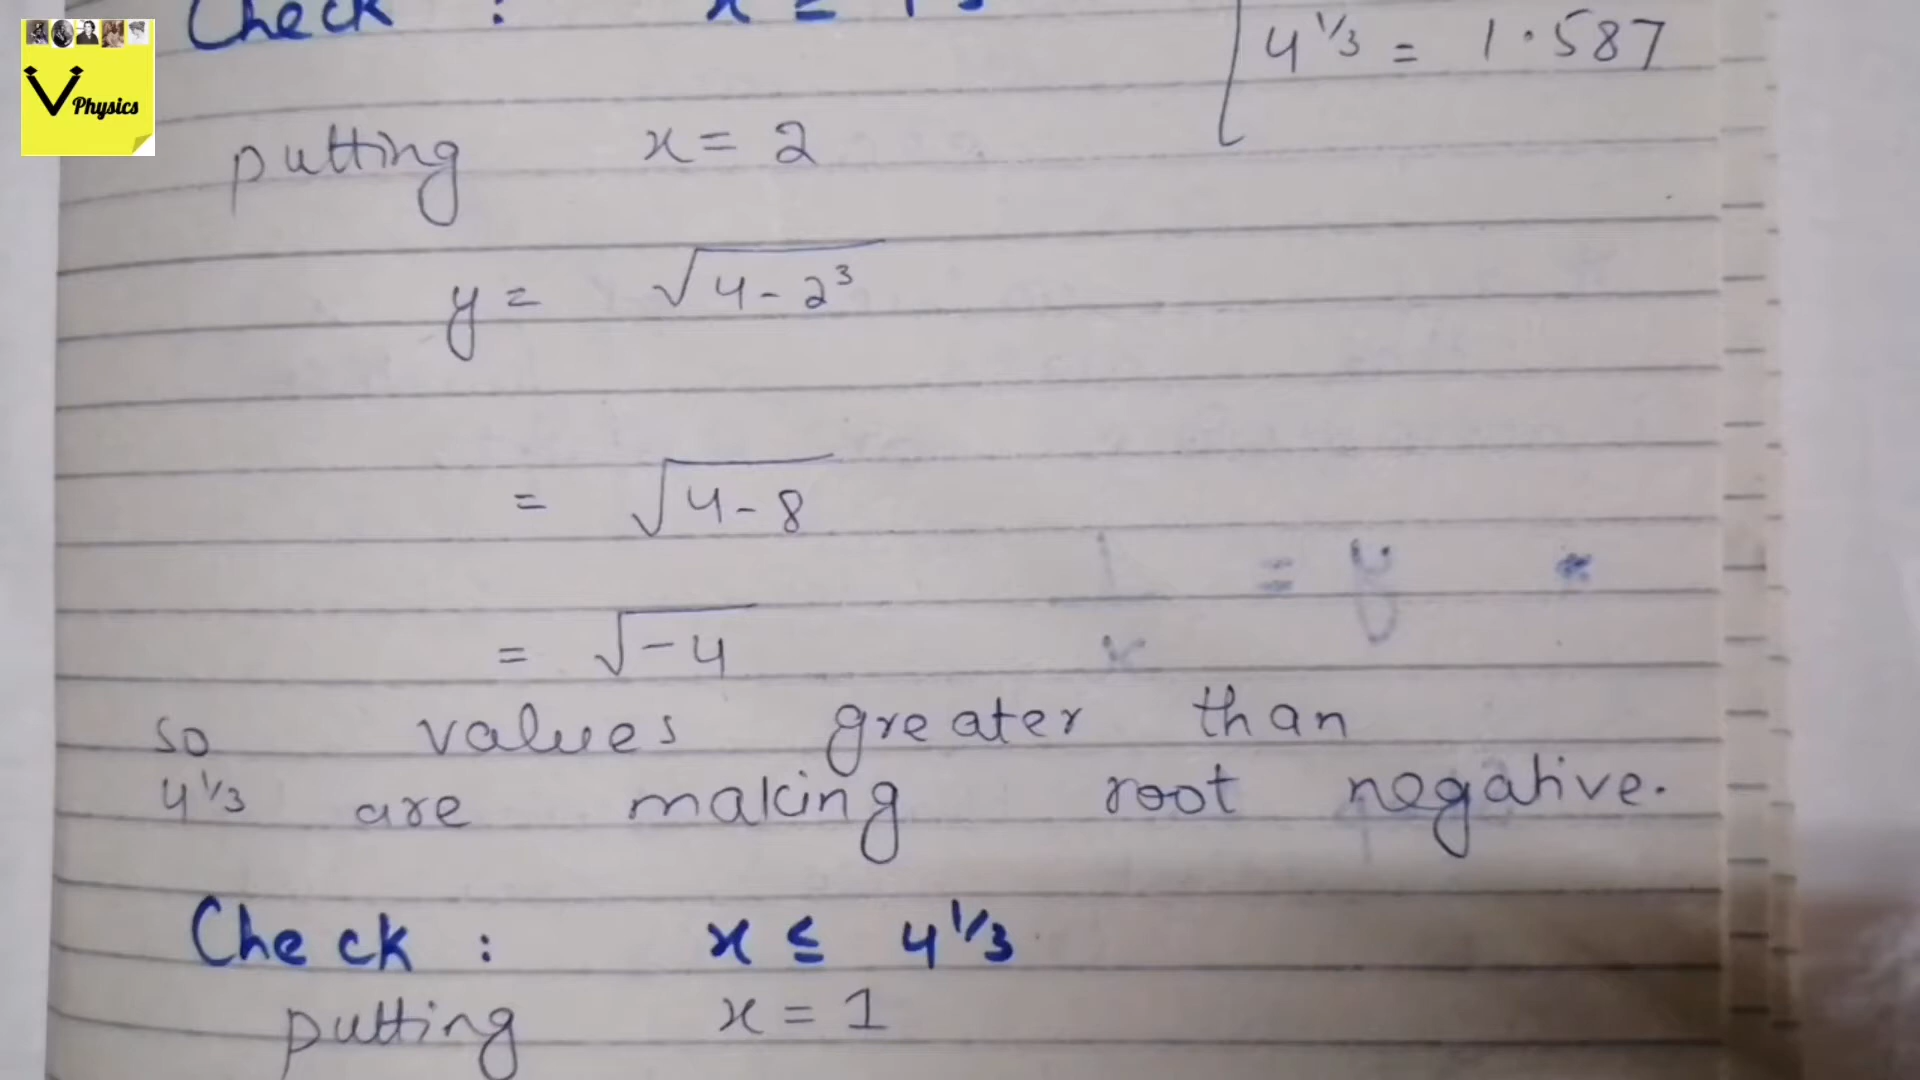 V Physics
Check :
4^1/3 = 1.587
putting x = 2
y = √4-2³
= √4-8
= √-4
so values greater than
4^1/3 are making root negative.
Check : x ≤ 4^1/3
putting x = 1